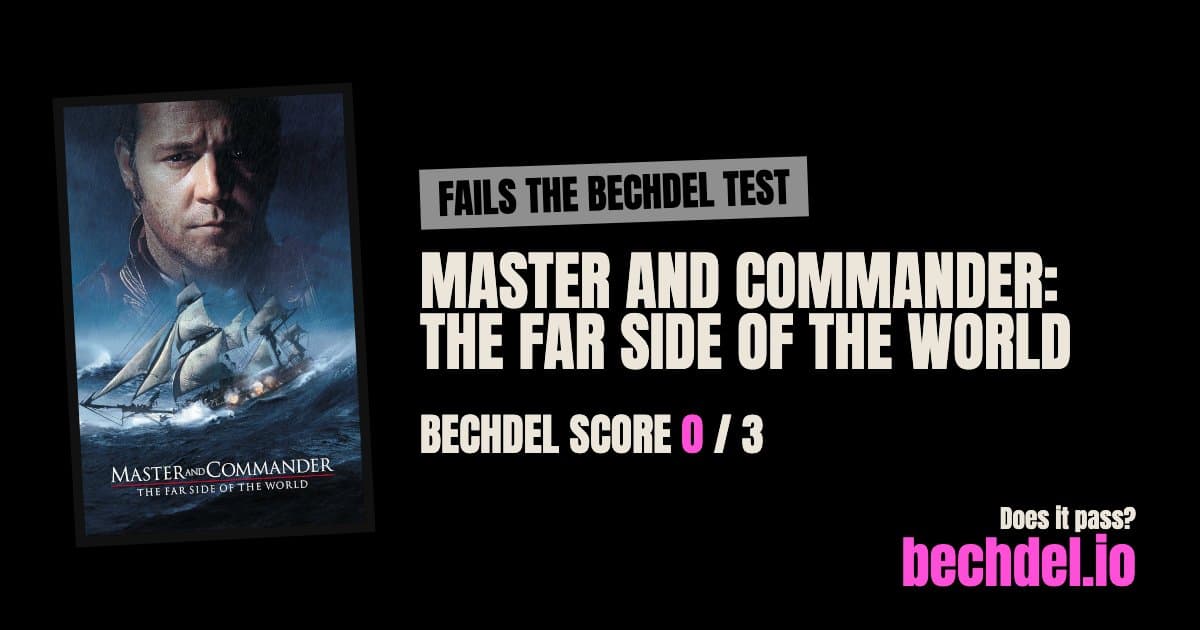 MASTER AND COMMANDER
THE FAR SIDE OF THE WORLD
FAILS THE BECHDEL TEST
MASTER AND COMMANDER:
THE FAR SIDE OF THE WORLD
BECHDEL SCORE 0 / 3
Does it pass?
bechdel.io